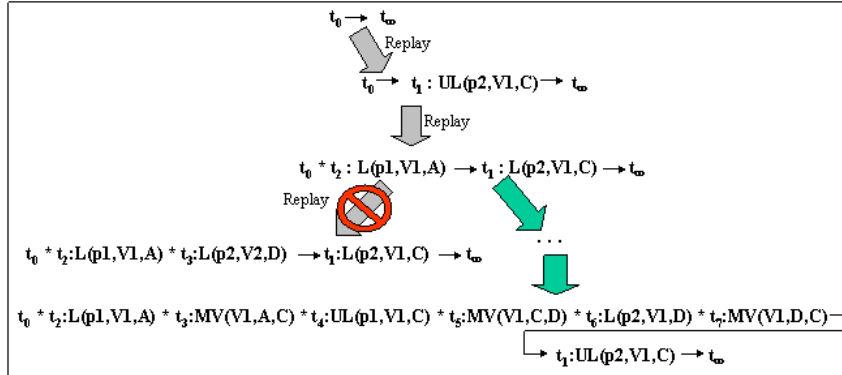 t₀ → t∞
Replay
t₀ → t₁ : UL(p2,V1,C) → t∞
Replay
t₀ * t₂ : L(p1,V1,A) → t₁ : L(p2,V1,C) → t∞
Replay
. . .
t₀ * t₂:L(p1,V1,A) * t₃:L(p2,V2,D) → t₁:L(p2,V1,C) → t∞
t₀ * t₂:L(p1,V1,A) * t₃:MV(V1,A,C) * t₄:UL(p1,V1,C) * t₅:MV(V1,C,D) * t₆:L(p2,V1,D) * t₇:MV(V1,D,C)
→ t₁:UL(p2,V1,C) → t∞